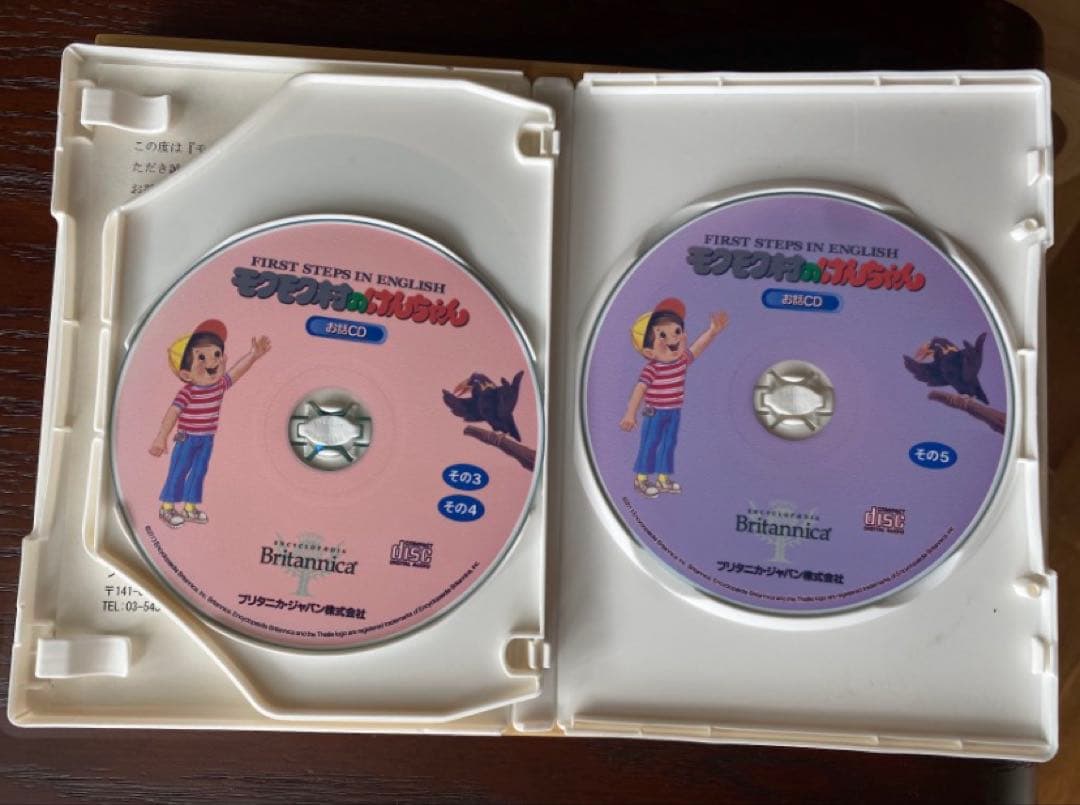 この度は『モ
ただき誠
お話
〒141-
TEL:03-54
FIRST STEPS IN ENGLISH
モクモク村のけんちゃん
お話CD
その3
その4
ENCYCLOPÆDIA
Britannica
COMPACT
disc
DIGITAL AUDIO
ブリタニカ・ジャパン株式会社
FIRST STEPS IN ENGLISH
モクモク村のけんちゃん
お話CD
その5
ENCYCLOPÆDIA
Britannica
COMPACT
disc
DIGITAL AUDIO
ブリタニカ・ジャパン株式会社